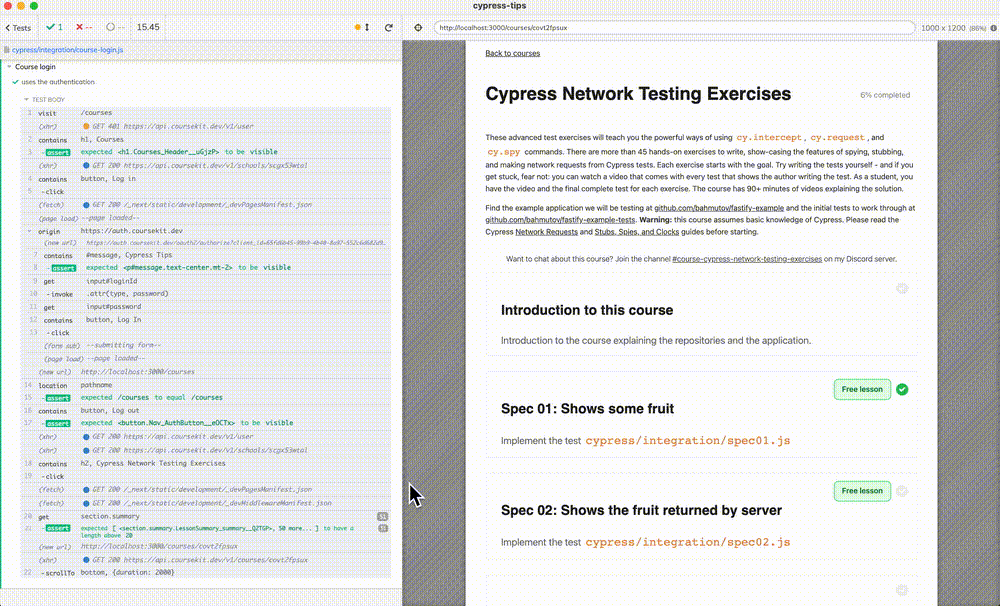 cypress-tips
Tests
1
--
--
15.45
http://localhost:3000/courses/covt2fpsux
1000 x 1200 (86%)
cypress/integration/course-login.js
Course login
uses the authentication
TEST BODY
1 visit /courses
(xhr) GET 401 https://api.coursekit.dev/v1/user
2 contains h1, Courses
3 -assert expected <h1.Courses_Header__uGjzP> to be visible
(xhr) GET 200 https://api.coursekit.dev/v1/schools/scgx53wtal
4 contains button, Log in
5 -click
(fetch) GET 200 /_next/static/development/_devPagesManifest.json
(page load) --page loaded--
6 origin https://auth.coursekit.dev
(new url)
7 contains #message, Cypress Tips
8 -assert expected <p#message.text-center.mt-2> to be visible
9 get input#loginId
10 -invoke .attr(type, password)
11 get input#password
12 contains button, Log In
13 -click
(form sub) --submitting form--
(page load) --page loaded--
(new url) http://localhost:3000/courses
14 location pathname
15 -assert expected /courses to equal /courses
16 contains button, Log out
17 -assert expected <button.Nav_AuthButton__eOCTx> to be visible
(xhr) GET 200 https://api.coursekit.dev/v1/user
(xhr) GET 200 https://api.coursekit.dev/v1/schools/scgx53wtal
18 contains h2, Cypress Network Testing Exercises
19 -click
(fetch) GET 200 /_next/static/development/_devPagesManifest.json
(fetch) GET 200 /_next/static/development/_devMiddlewareManifest.json
20 get section.summary 51
21 -assert expected [ <section.summary.LessonSummary_summary__Q2TGP>, 50 more... ] to have a 51
length above 20
(new url) http://localhost:3000/courses/covt2fpsux
(xhr) GET 200 https://api.coursekit.dev/v1/courses/covt2fpsux
22 -scrollTo bottom, {duration: 2000}
Back to courses
Cypress Network Testing Exercises
6% completed
These advanced test exercises will teach you the powerful ways of using cy.intercept, cy.request, and
cy.spy commands. There are more than 45 hands-on exercises to write, show-casing the features of spying, stubbing,
and making network requests from Cypress tests. Each exercise starts with the goal. Try writing the tests yourself - and if you
get stuck, fear not: you can watch a video that comes with every test that shows the author writing the test. As a student, you
have the video and the final complete test for each exercise. The course has 90+ minutes of videos explaining the solution.
Find the example application we will be testing at github.com/bahmutov/fastify-example and the initial tests to work through at
github.com/bahmutov/fastify-example-tests. Warning: this course assumes basic knowledge of Cypress. Please read the
Cypress Network Requests and Stubs, Spies, and Clocks guides before starting.
Want to chat about this course? Join the channel #course-cypress-network-testing-exercises on my Discord server.
Introduction to this course
Introduction to the course explaining the repositories and the application.
Free lesson
Spec 01: Shows some fruit
Implement the test cypress/integration/spec01.js
Free lesson
Spec 02: Shows the fruit returned by server
Implement the test cypress/integration/spec02.js